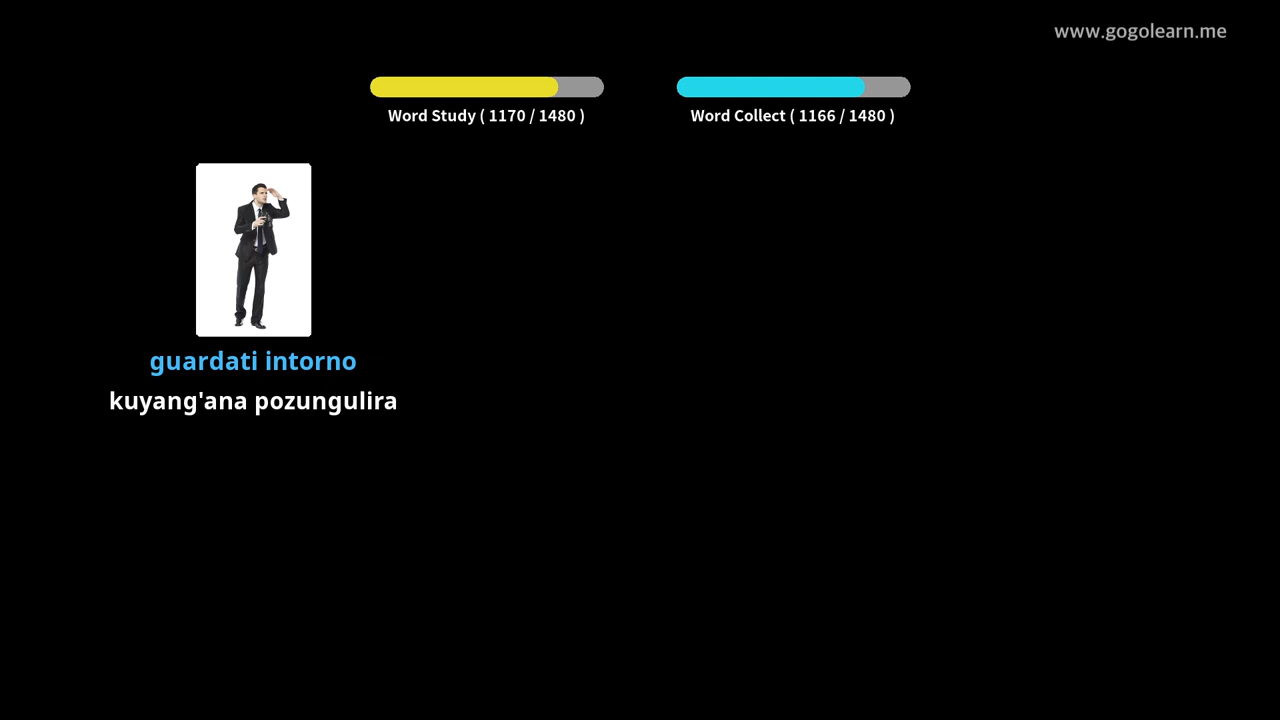 www.gogolearn.me
Word Study ( 1170 / 1480 )
Word Collect ( 1166 / 1480 )
guardati intorno
kuyang'ana pozungulira